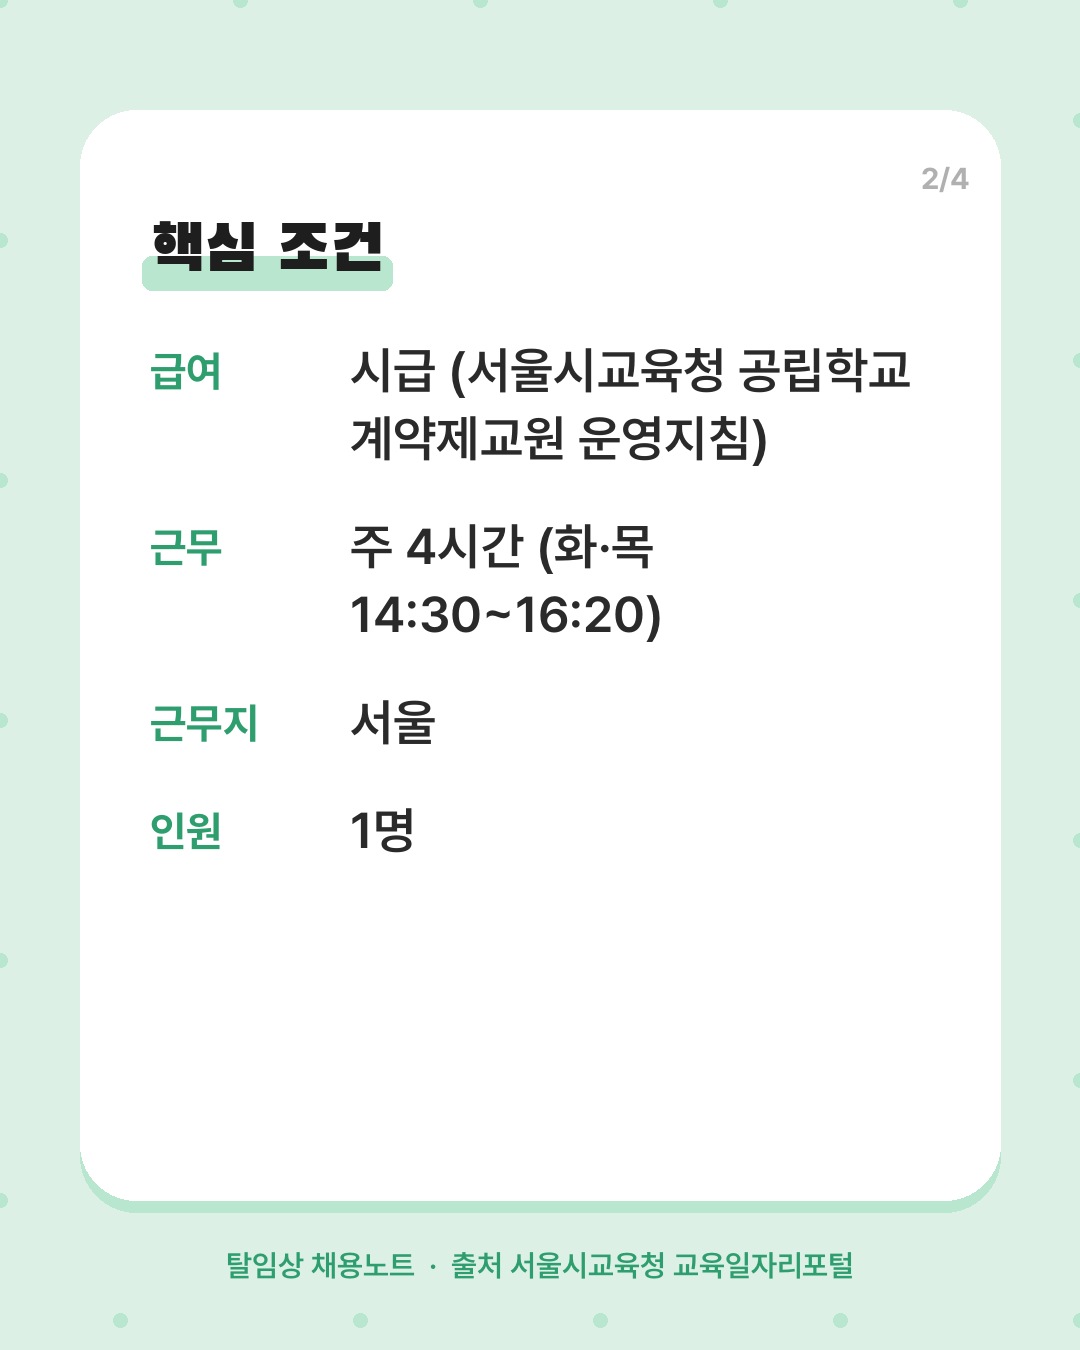 2/4
핵심 조건
급여 시급 (서울시교육청 공립학교
계약제교원 운영지침)
근무 주 4시간 (화·목
14:30~16:20)
근무지 서울
인원 1명
탈임상 채용노트 · 출처 서울시교육청 교육일자리포털